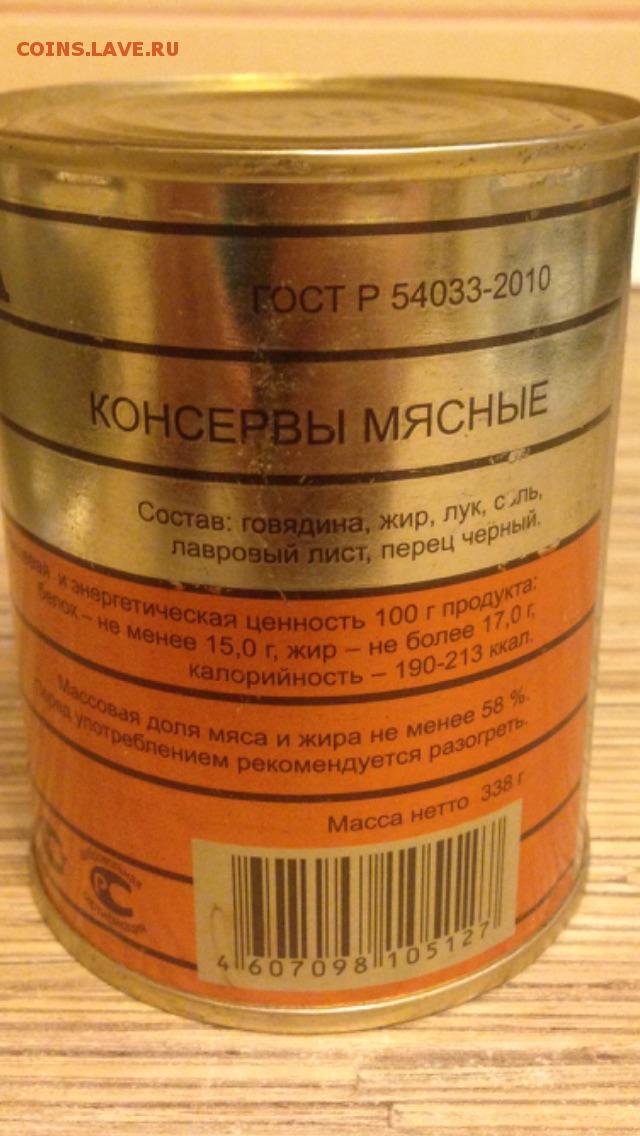 COINS.LAVE.RU
ГОСТ Р 54033-2010
КОНСЕРВЫ МЯСНЫЕ
Состав: говядина, жир, лук, соль,
лавровый лист, перец черный.
и энергетическая ценность 100 г продукта:
белок – не менее 15,0 г, жир – не более 17,0 г,
калорийность – 190-213 ккал.
Массовая доля мяса и жира не менее 58 %.
Перед употреблением рекомендуется разогреть.
Масса нетто 338 г
4 607098 105127